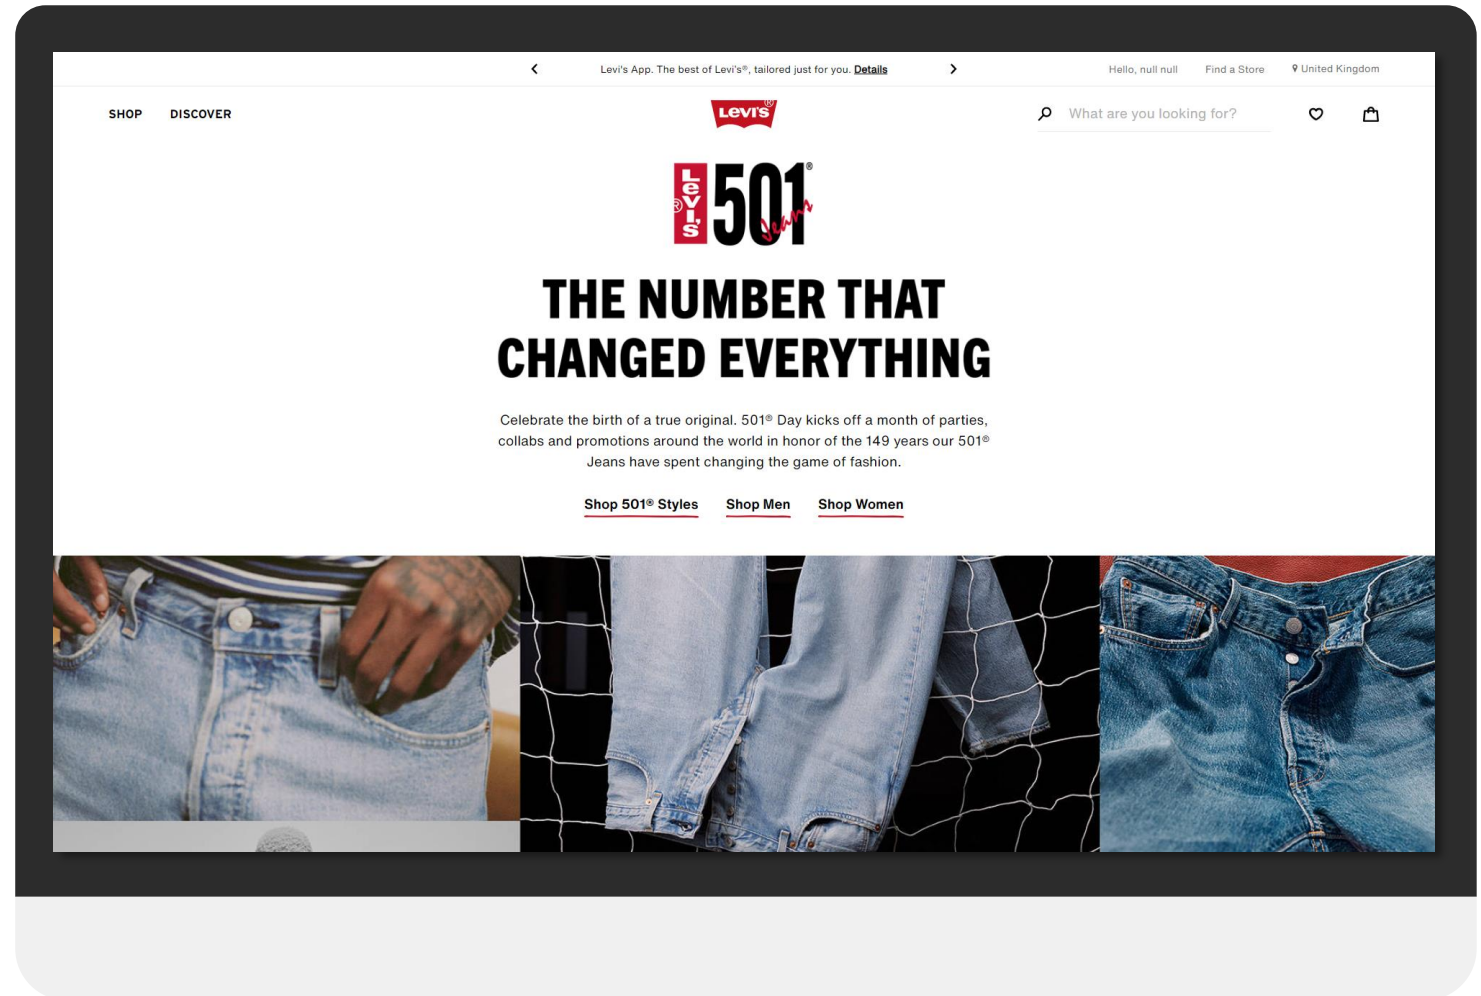 Levi's App. The best of Levi's®, tailored just for you. Details
Hello, null null
Find a Store
United Kingdom
SHOP
DISCOVER
Levi's®
What are you looking for?
Levi's® 501® Jeans
THE NUMBER THAT
CHANGED EVERYTHING
Celebrate the birth of a true original. 501® Day kicks off a month of parties,
collabs and promotions around the world in honor of the 149 years our 501®
Jeans have spent changing the game of fashion.
Shop 501® Styles
Shop Men
Shop Women